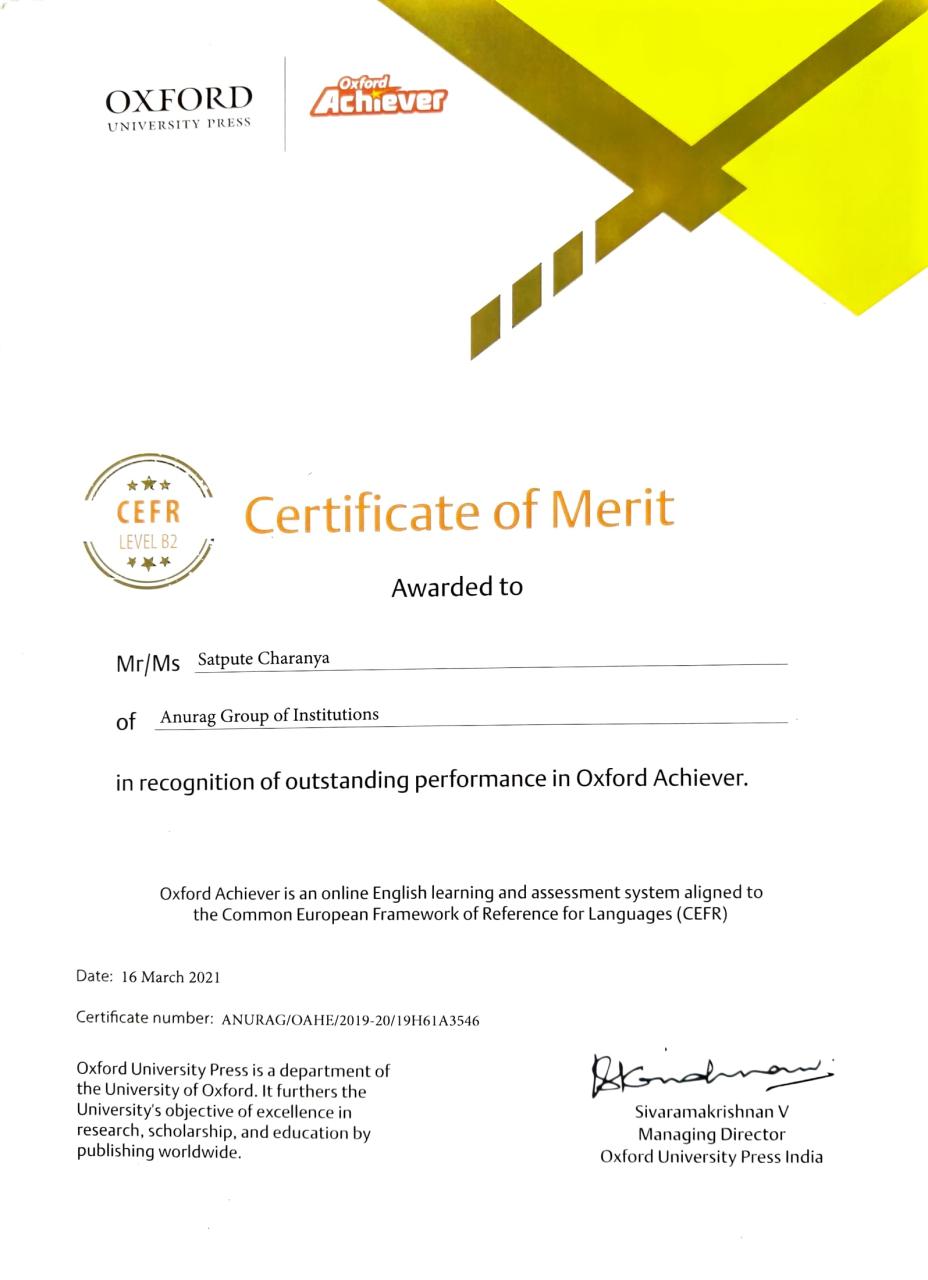 OXFORD
UNIVERSITY PRESS
Oxford
Achiever
CEFR
LEVEL B2
Certificate of Merit
Awarded to
Mr/Ms Satpute Charanya
of Anurag Group of Institutions
in recognition of outstanding performance in Oxford Achiever.
Oxford Achiever is an online English learning and assessment system aligned to
the Common European Framework of Reference for Languages (CEFR)
Date: 16 March 2021
Certificate number: ANURAG/OAHE/2019-20/19H61A3546
Oxford University Press is a department of
the University of Oxford. It furthers the
University's objective of excellence in
research, scholarship, and education by
publishing worldwide.
Sivaramakrishnan V
Managing Director
Oxford University Press India